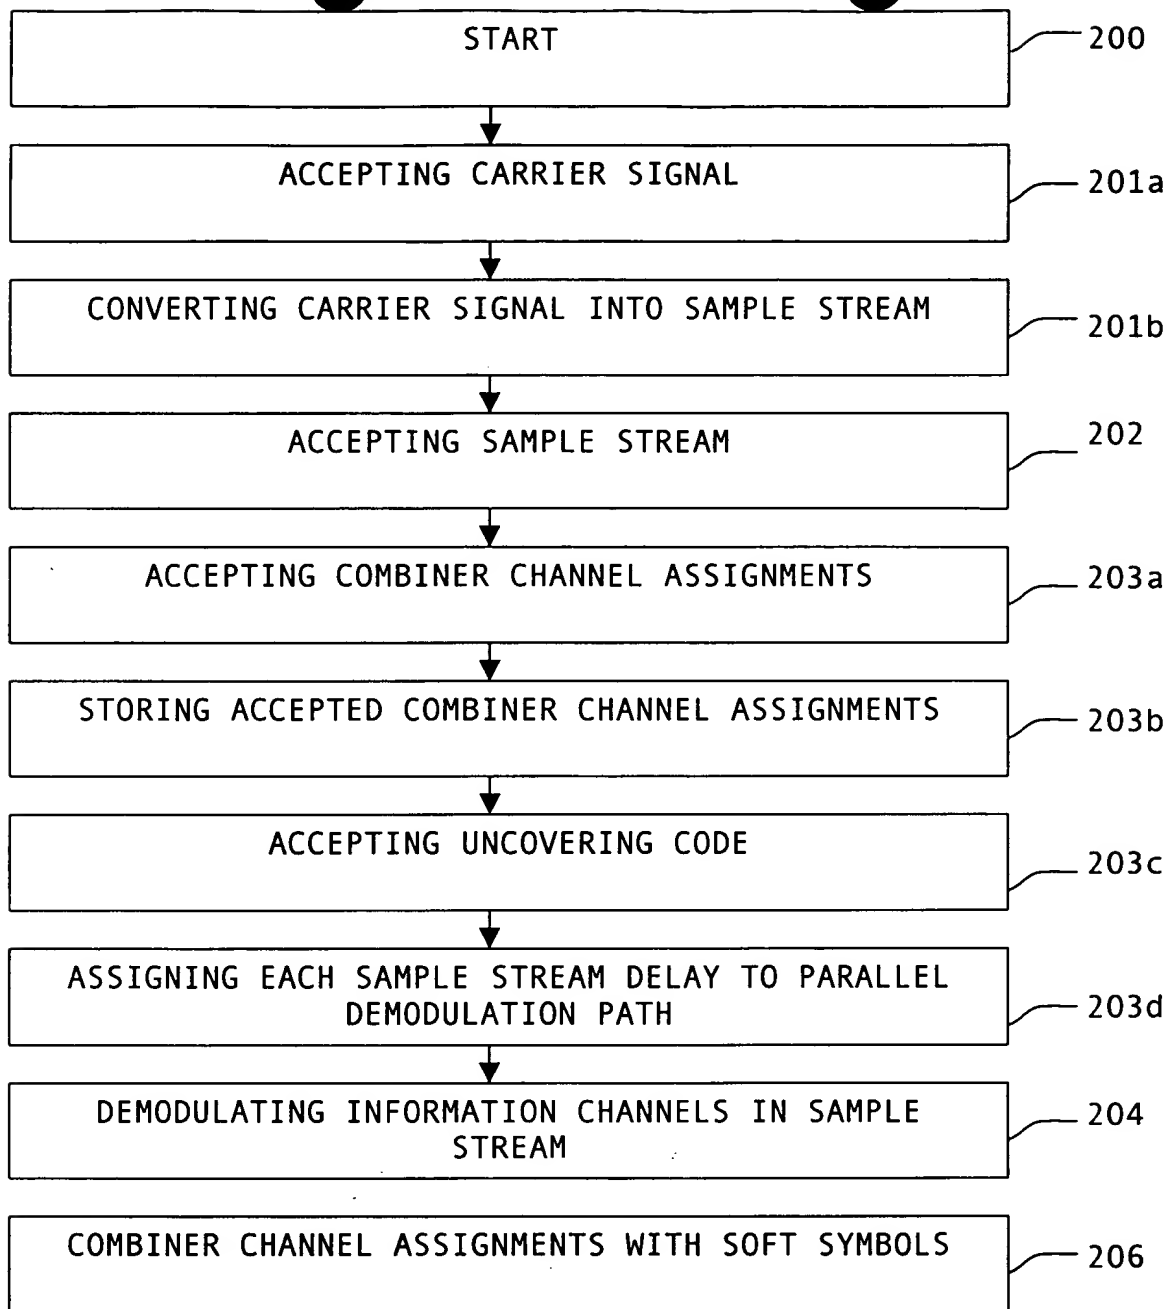 START
200
ACCEPTING CARRIER SIGNAL
201a
CONVERTING CARRIER SIGNAL INTO SAMPLE STREAM
201b
ACCEPTING SAMPLE STREAM
202
ACCEPTING COMBINER CHANNEL ASSIGNMENTS
203a
STORING ACCEPTED COMBINER CHANNEL ASSIGNMENTS
203b
ACCEPTING UNCOVERING CODE
203c
ASSIGNING EACH SAMPLE STREAM DELAY TO PARALLEL
DEMODULATION PATH
203d
DEMODULATING INFORMATION CHANNELS IN SAMPLE
STREAM
204
COMBINER CHANNEL ASSIGNMENTS WITH SOFT SYMBOLS
206